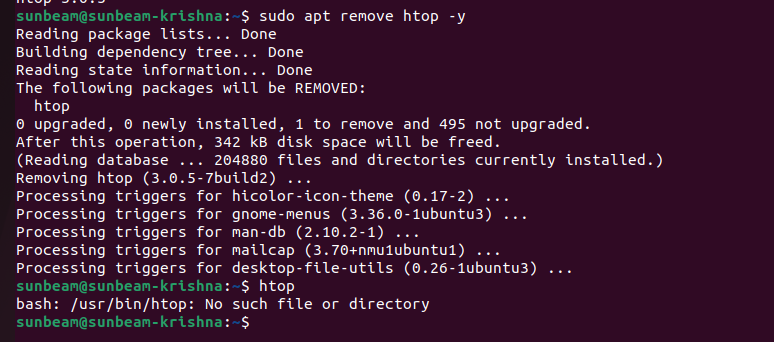 sunbeam@sunbeam-krishna:~$ sudo apt remove htop -y
Reading package lists... Done
Building dependency tree... Done
Reading state information... Done
The following packages will be REMOVED:
  htop
0 upgraded, 0 newly installed, 1 to remove and 495 not upgraded.
After this operation, 342 kB disk space will be freed.
(Reading database ... 204880 files and directories currently installed.)
Removing htop (3.0.5-7build2) ...
Processing triggers for hicolor-icon-theme (0.17-2) ...
Processing triggers for gnome-menus (3.36.0-1ubuntu3) ...
Processing triggers for man-db (2.10.2-1) ...
Processing triggers for mailcap (3.70+nmu1ubuntu1) ...
Processing triggers for desktop-file-utils (0.26-1ubuntu3) ...
sunbeam@sunbeam-krishna:~$ htop
bash: /usr/bin/htop: No such file or directory
sunbeam@sunbeam-krishna:~$